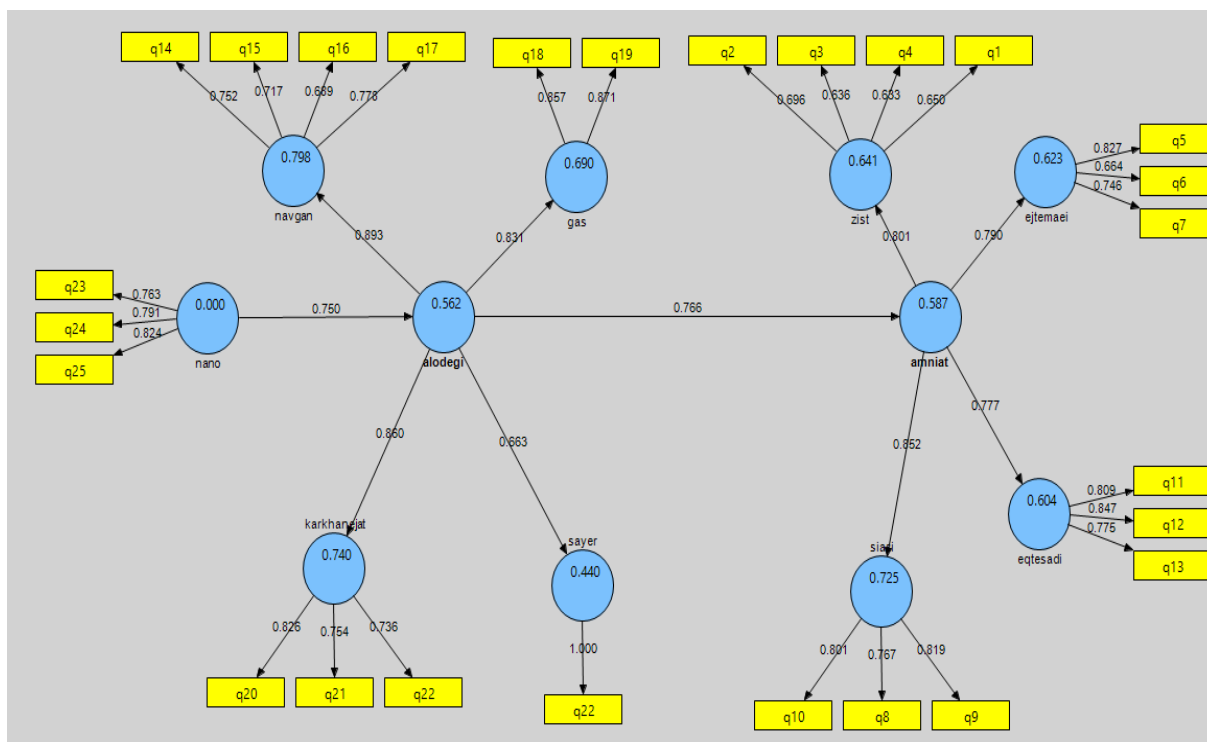 q14
q15
q16
q17
q18
q19
q2
q3
q4
q1
0.752
0.717
0.689
0.778
0.857
0.871
0.696
0.636
0.633
0.650
0.798
navgan
0.690
gas
0.641
zist
0.623
ejtemaei
0.827
0.664
0.746
q5
q6
q7
0.893
0.831
0.801
0.790
q23
q24
q25
0.763
0.791
0.824
0.000
nano
0.750
0.562
alodegi
0.766
0.587
amniat
0.860
0.663
0.852
0.777
karkhanejat
0.740
sayer
0.440
siasi
0.725
0.604
eqtesadi
0.809
0.847
0.775
q11
q12
q13
0.826
0.754
0.736
1.000
0.801
0.767
0.819
q20
q21
q22
q22
q10
q8
q9